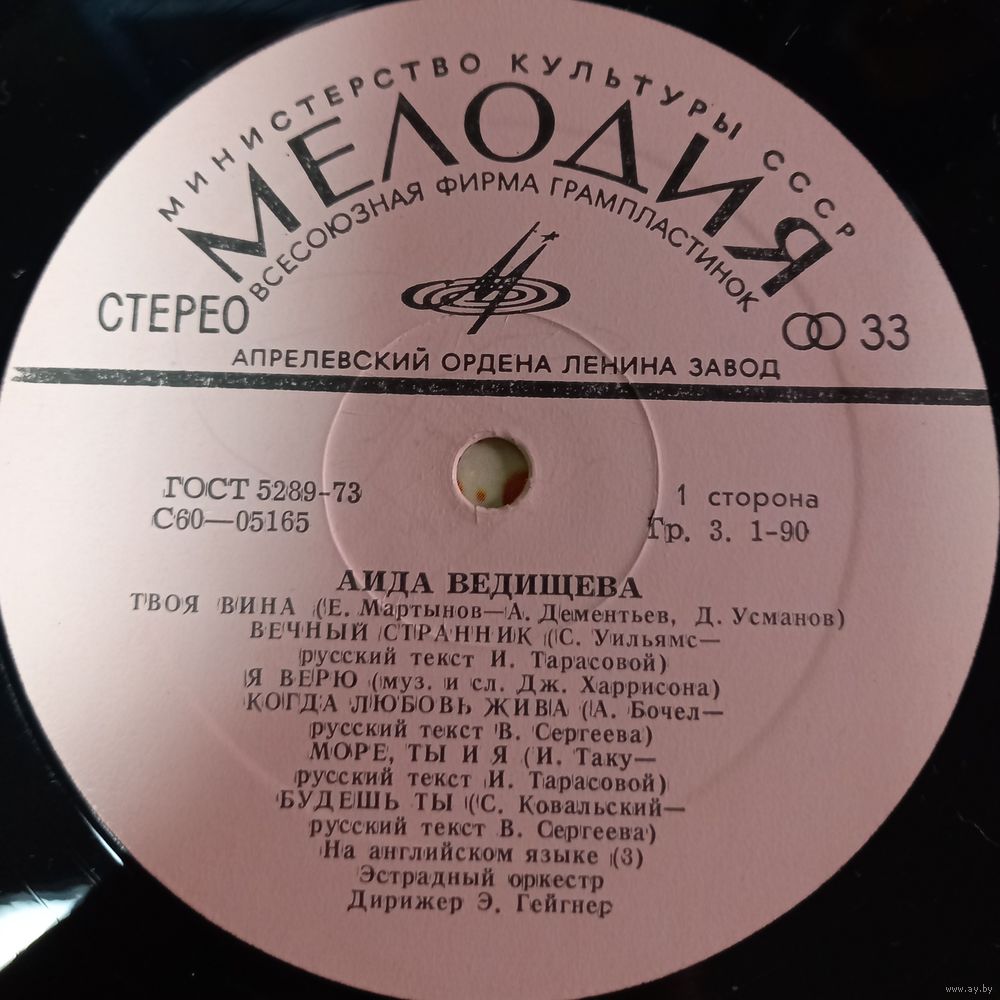 МИНИСТЕРСТВО КУЛЬТУРЫ СССР
МЕЛОДИЯ
ВСЕСОЮЗНАЯ ФИРМА ГРАМПЛАСТИНОК
СТЕРЕО
33
АПРЕЛЕВСКИЙ ОРДЕНА ЛЕНИНА ЗАВОД
ГОСТ 5289-73
1 сторона
С60—05165
Гр. 3. 1-90
АИДА ВЕДИЩЕВА
ТВОЯ ВИНА (Е. Мартынов—А. Дементьев, Д. Усманов)
ВЕЧНЫЙ СТРАННИК (С. Уильямс—
русский текст И. Тарасовой)
Я ВЕРЮ (муз. и сл. Дж. Харрисона)
КОГДА ЛЮБОВЬ ЖИВА (А. Бочел—
русский текст В. Сергеева)
МОРЕ, ТЫ И Я (И. Таку—
русский текст И. Тарасовой)
БУДЕШЬ ТЫ (С. Ковальский—
русский текст В. Сергеева)
На английском языке (3)
Эстрадный оркестр
Дирижер Э. Гейгнер
www.ay.by